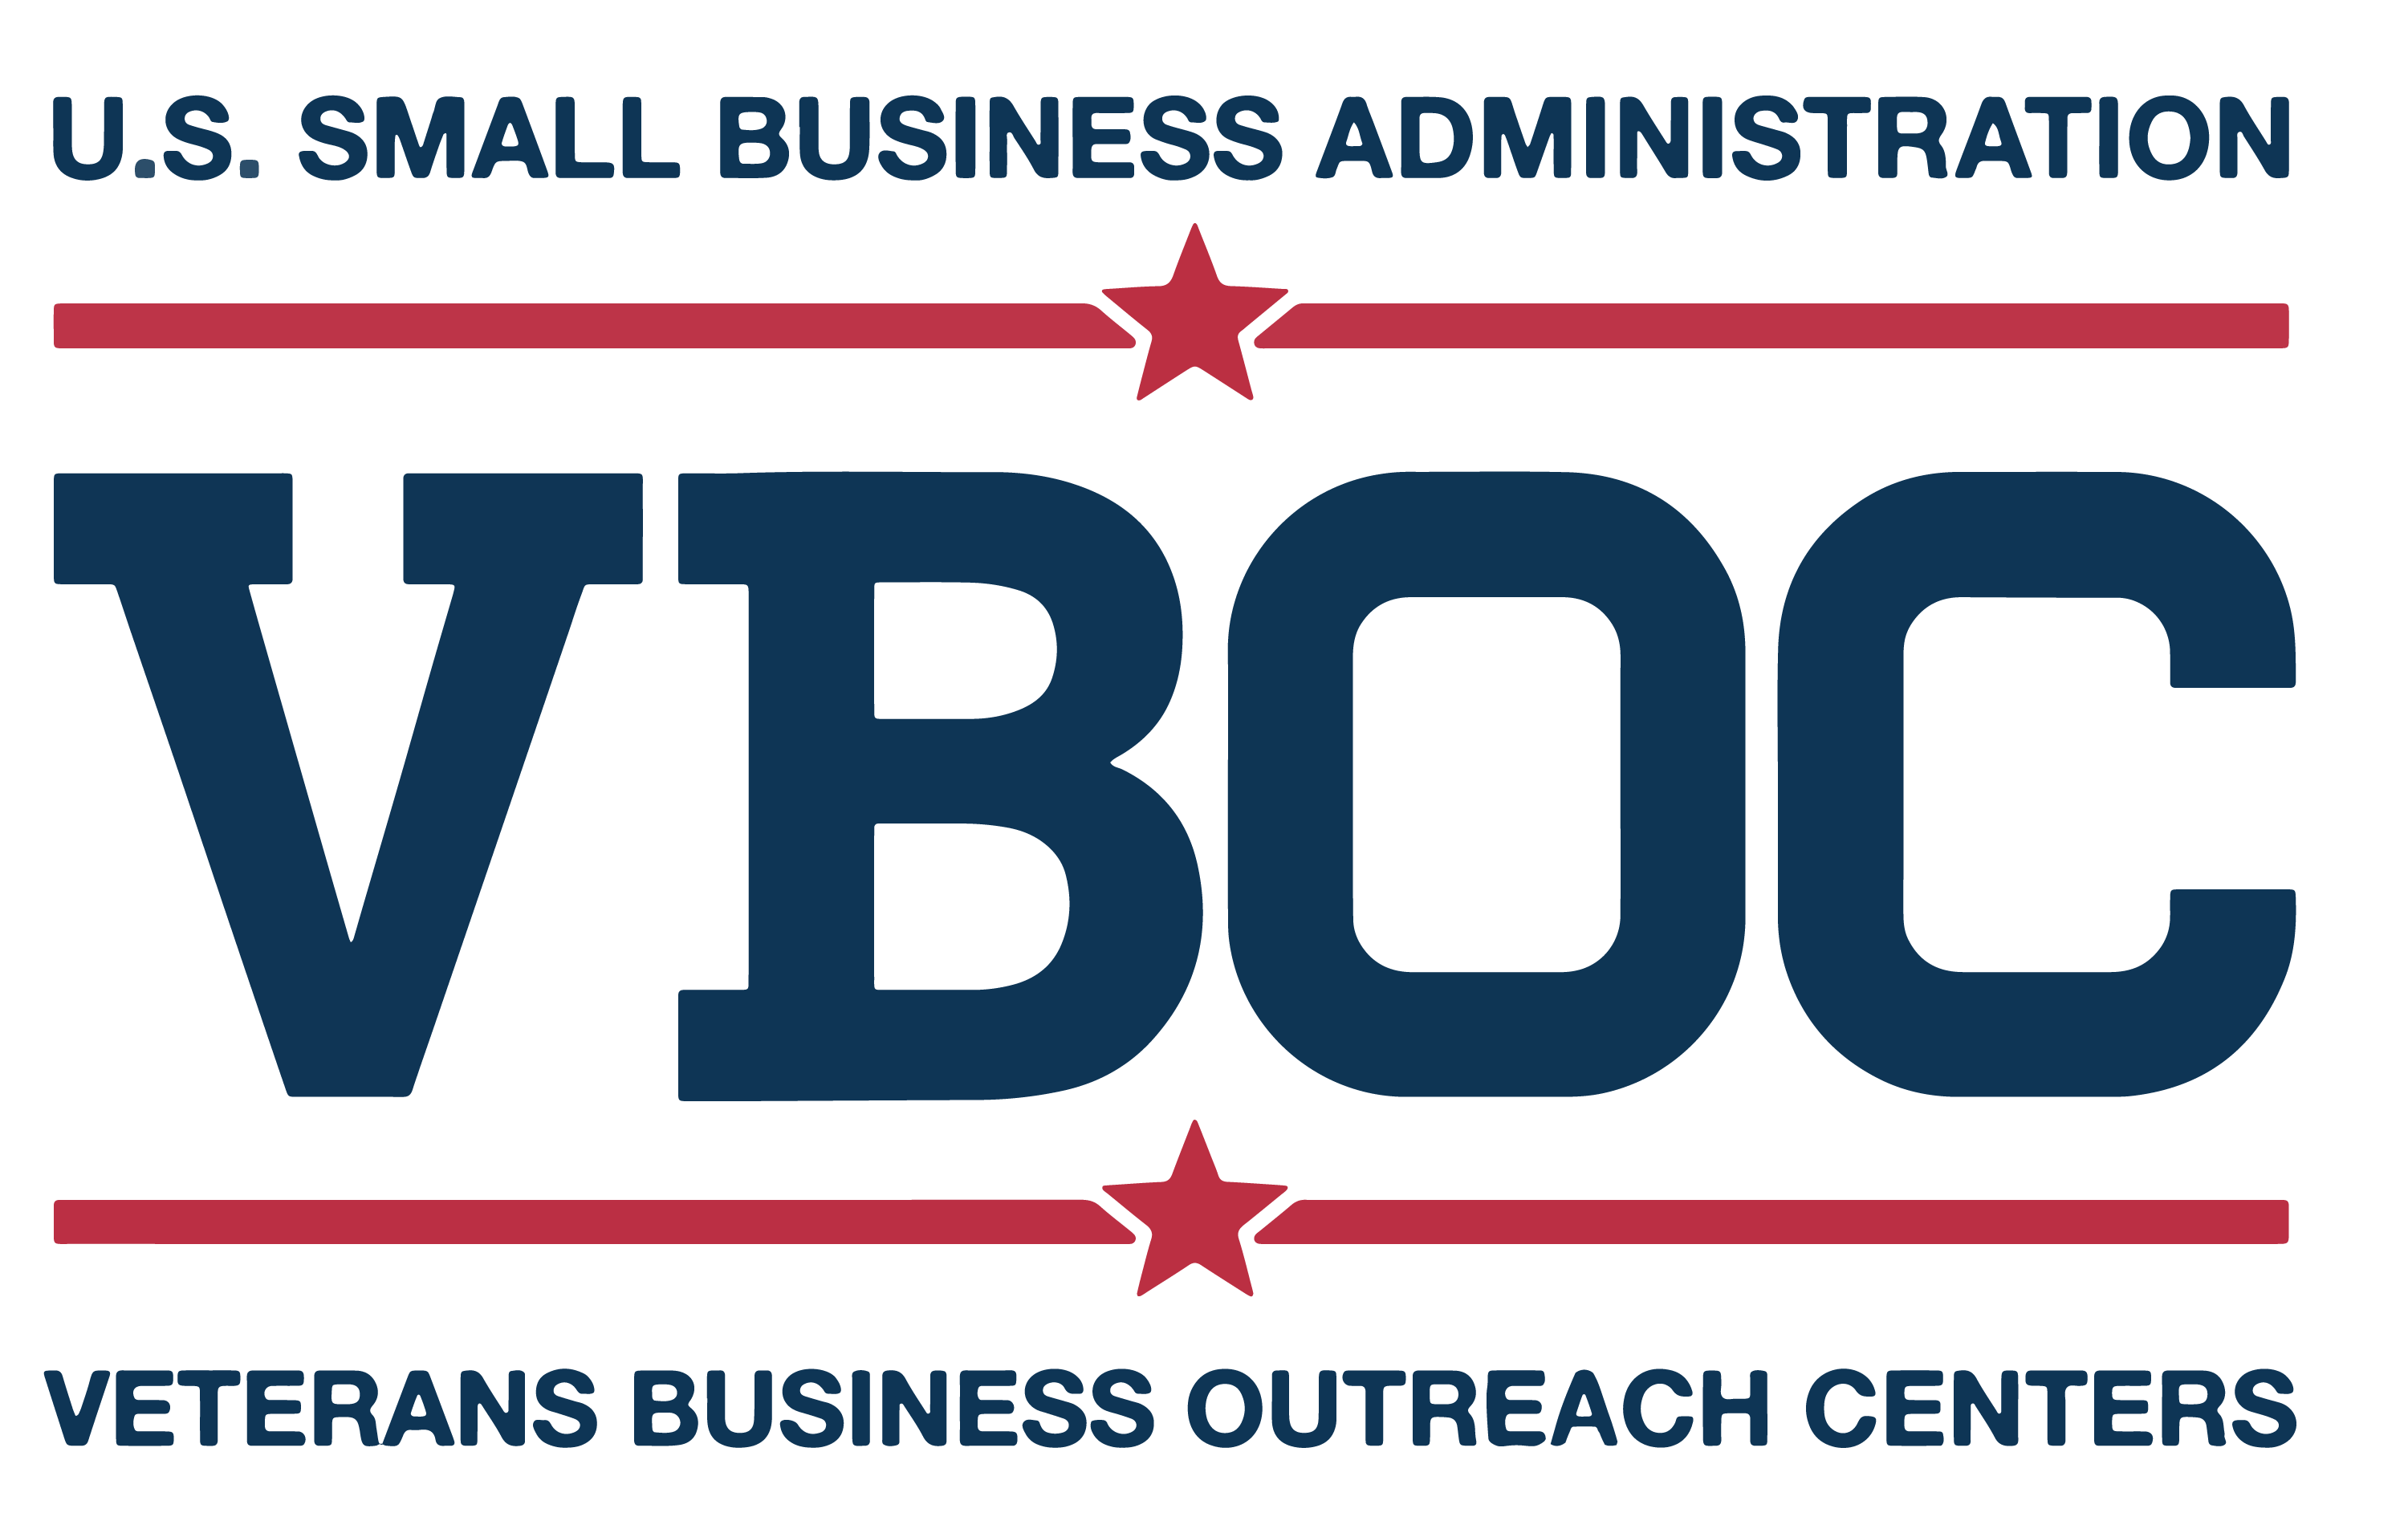 U.S. SMALL BUSINESS ADMINISTRATION
VBOC
VETERANS BUSINESS OUTREACH CENTERS